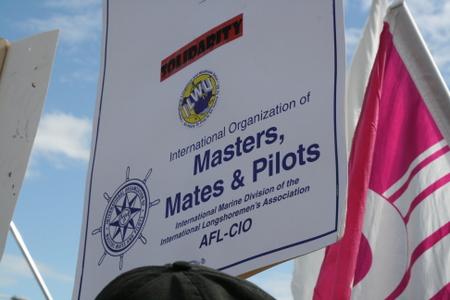 SOLIDARITY
ILWU
International Organization of
Masters,
Mates & Pilots
International Marine Division of the
International Longshoremen's Association
AFL-CIO